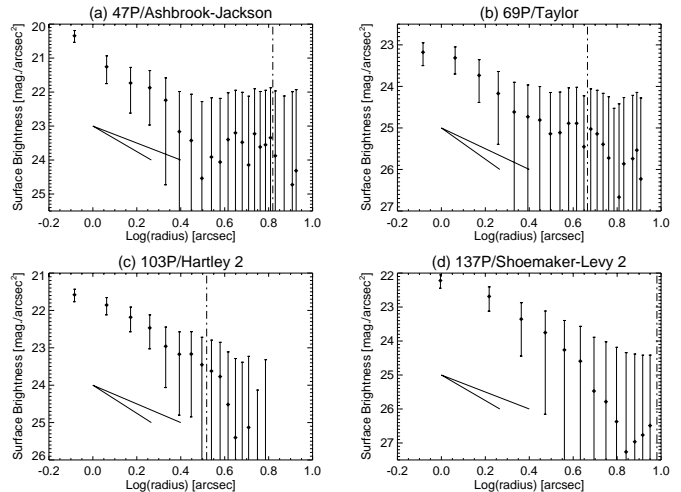 (a) 47P/Ashbrook-Jackson
Surface Brightness [mag./arcsec²]
20
21
22
23
24
25
-0.2 0.0 0.2 0.4 0.6 0.8 1.0
Log(radius) [arcsec]
(b) 69P/Taylor
Surface Brightness [mag./arcsec²]
23
24
25
26
27
-0.2 0.0 0.2 0.4 0.6 0.8 1.0
Log(radius) [arcsec]
(c) 103P/Hartley 2
Surface Brightness [mag./arcsec²]
21
22
23
24
25
26
-0.2 0.0 0.2 0.4 0.6 0.8 1.0
Log(radius) [arcsec]
(d) 137P/Shoemaker-Levy 2
Surface Brightness [mag./arcsec²]
22
23
24
25
26
27
-0.2 0.0 0.2 0.4 0.6 0.8 1.0
Log(radius) [arcsec]